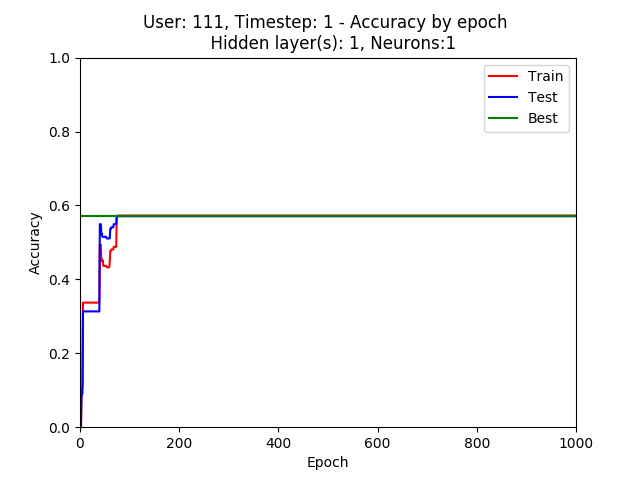 User: 111, Timestep: 1 - Accuracy by epoch
Hidden layer(s): 1, Neurons:1
1.0
Train
Test
Best
0.8
0.6
Accuracy
0.4
0.2
0.0
0 200 400 600 800 1000
Epoch